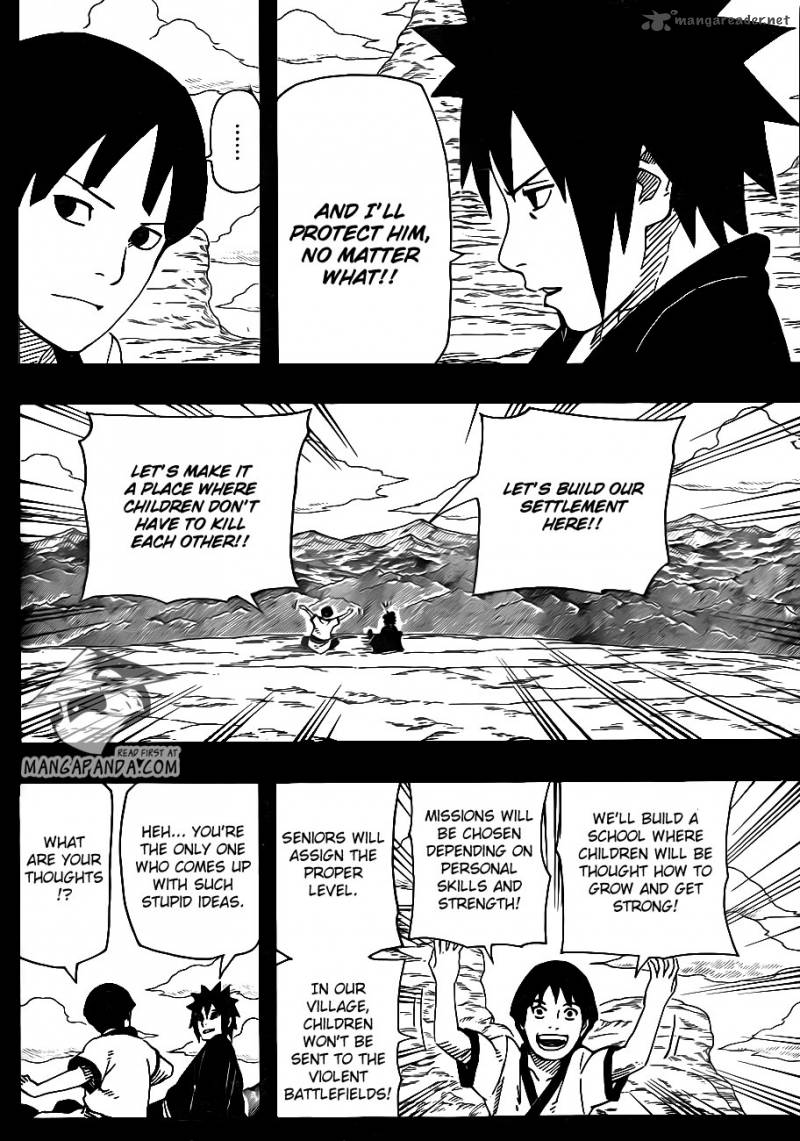 mangareader.net
AND I'LL
PROTECT HIM,
NO MATTER
WHAT!!
......
LET'S BUILD OUR
SETTLEMENT
HERE!!
LET'S MAKE IT
A PLACE WHERE
CHILDREN DON'T
HAVE TO KILL
EACH OTHER!!
READ FIRST AT
MANGAPANDA.COM
WE'LL BUILD A
SCHOOL WHERE
CHILDREN WILL BE
THOUGHT HOW TO
GROW AND GET
STRONG!
MISSIONS WILL
BE CHOSEN
DEPENDING ON
PERSONAL
SKILLS AND
STRENGTH!
SENIORS WILL
ASSIGN THE
PROPER
LEVEL.
IN OUR
VILLAGE,
CHILDREN
WON'T BE
SENT TO THE
VIOLENT
BATTLEFIELDS!
HEH... YOU'RE
THE ONLY ONE
WHO COMES UP
WITH SUCH
STUPID IDEAS.
WHAT
ARE YOUR
THOUGHTS
!?